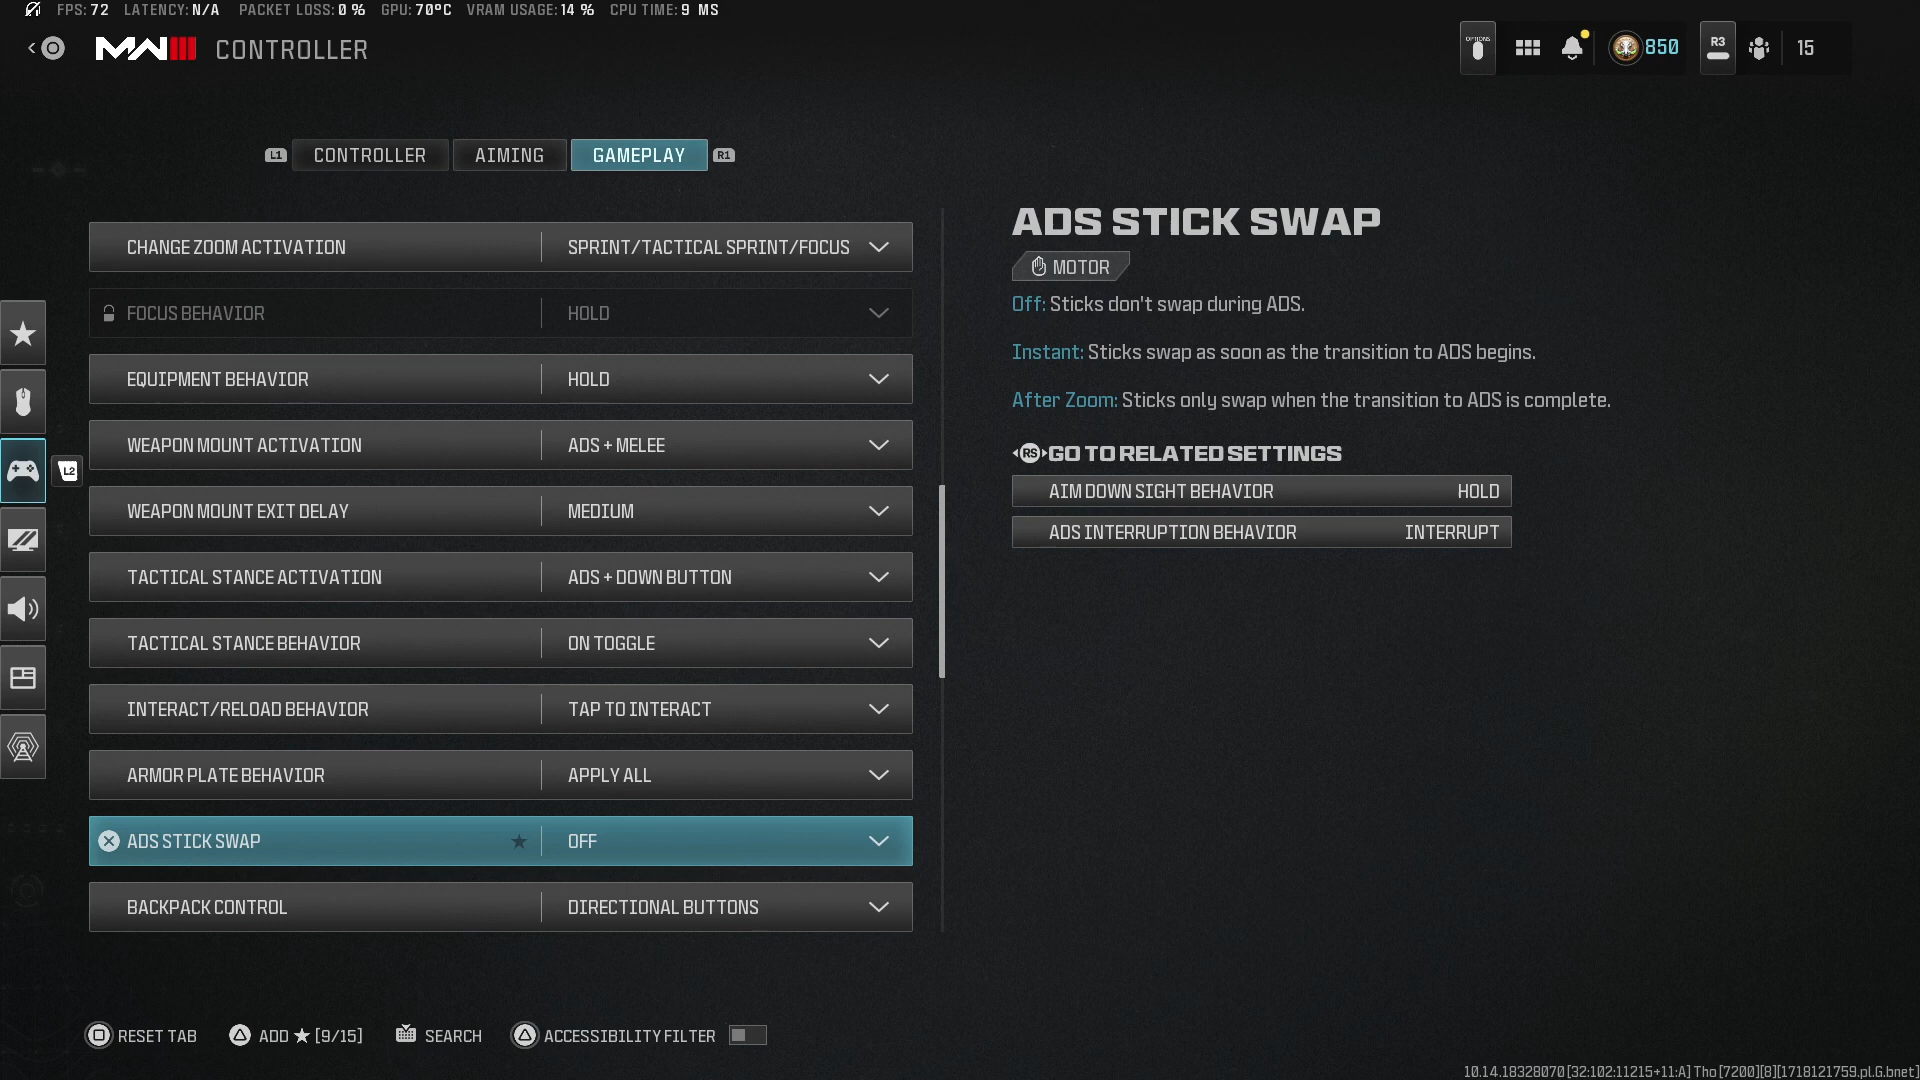 FPS: 72 LATENCY: N/A PACKET LOSS: 0 % GPU: 70°C VRAM USAGE: 14 % CPU TIME: 9 MS
MWIII CONTROLLER
OPTIONS 850 R3 15
L1 CONTROLLER AIMING GAMEPLAY R1
CHANGE ZOOM ACTIVATION SPRINT/TACTICAL SPRINT/FOCUS
FOCUS BEHAVIOR HOLD
EQUIPMENT BEHAVIOR HOLD
WEAPON MOUNT ACTIVATION ADS + MELEE
L2
WEAPON MOUNT EXIT DELAY MEDIUM
TACTICAL STANCE ACTIVATION ADS + DOWN BUTTON
TACTICAL STANCE BEHAVIOR ON TOGGLE
INTERACT/RELOAD BEHAVIOR TAP TO INTERACT
ARMOR PLATE BEHAVIOR APPLY ALL
ADS STICK SWAP OFF
BACKPACK CONTROL DIRECTIONAL BUTTONS
ADS STICK SWAP
MOTOR
Off: Sticks don't swap during ADS.
Instant: Sticks swap as soon as the transition to ADS begins.
After Zoom: Sticks only swap when the transition to ADS is complete.
RS GO TO RELATED SETTINGS
AIM DOWN SIGHT BEHAVIOR HOLD
ADS INTERRUPTION BEHAVIOR INTERRUPT
RESET TAB ADD ★ [9/15] SEARCH ACCESSIBILITY FILTER
10.14.18328070 [32:102:11215+11:A] Tho [7200][8][1718121759.pl.G.bnet]